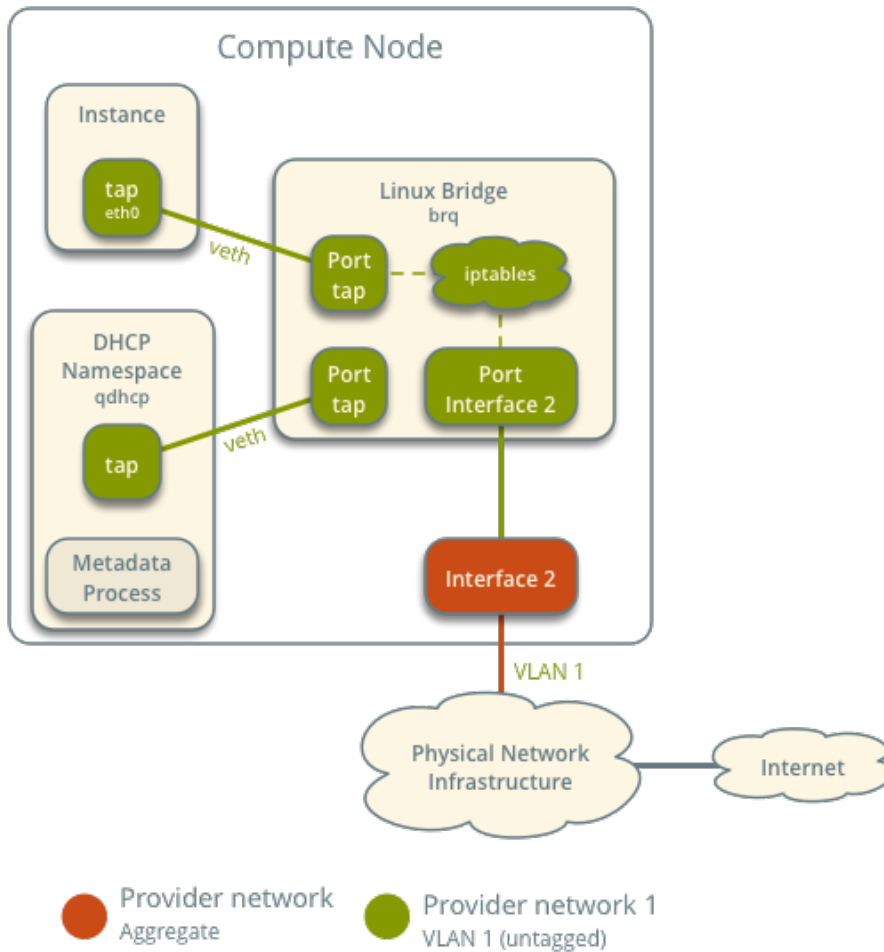 Compute Node
Instance
tap
eth0
veth
Linux Bridge
brq
Port
tap
iptables
DHCP
Namespace
qdhcp
tap
veth
Port
tap
Port
Interface 2
Metadata
Process
Interface 2
VLAN 1
Physical Network
Infrastructure
Internet
Provider network
Aggregate
Provider network 1
VLAN 1 (untagged)